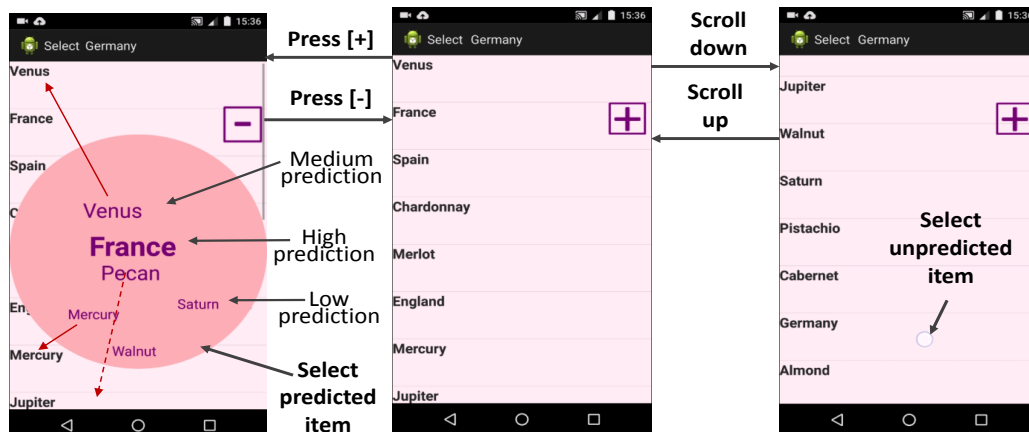 15:36
Select Germany
Venus
France
−
Spain
C
Venus
France
Pecan
Mercury
Saturn
Walnut
En
Mercury
Jupiter
Press [+]
Press [-]
Medium
prediction
High
prediction
Low
prediction
Select
predicted
item
15:36
Select Germany
Venus
France
+
Spain
Chardonnay
Merlot
England
Mercury
Jupiter
Scroll
down
Scroll
up
15:36
Select Germany
Jupiter
+
Walnut
Saturn
Pistachio
Cabernet
Germany
Almond
Select
unpredicted
item